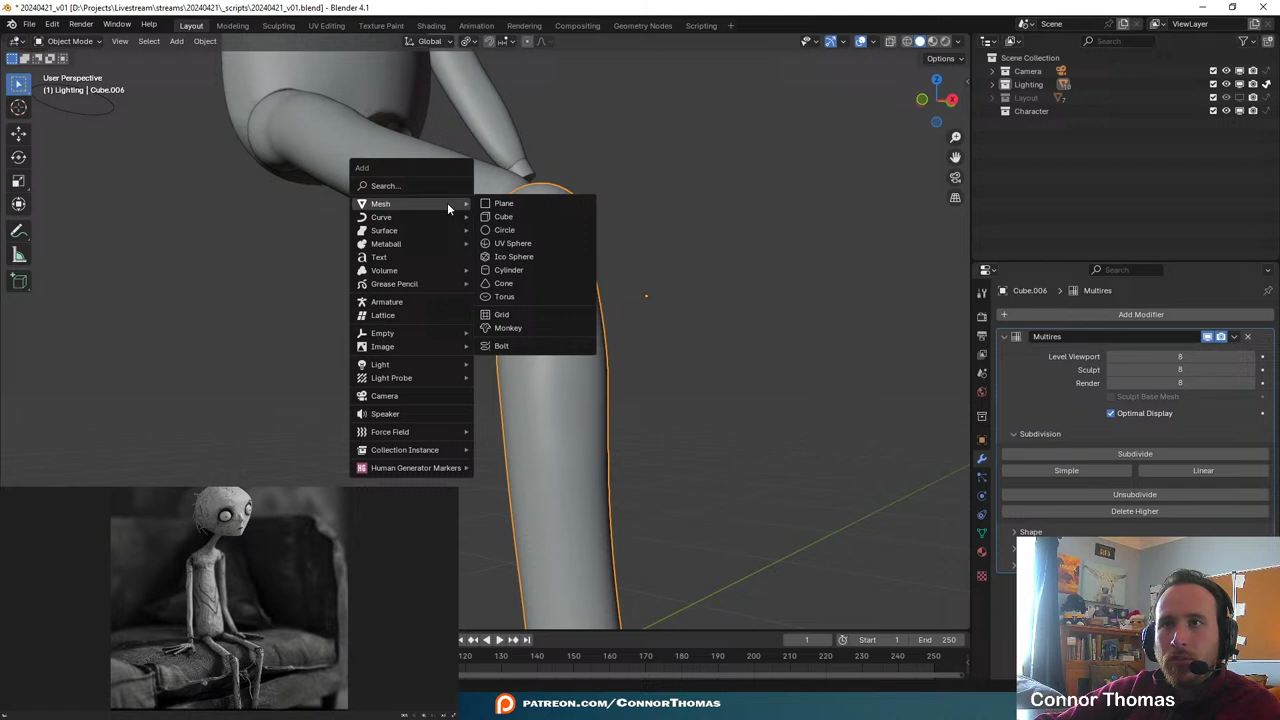 * 20240421_v01 [D:\Projects\Livestream\streams\20240421\_scripts\20240421_v01.blend] - Blender 4.1
File Edit Render Window Help
Layout Modeling Sculpting UV Editing Texture Paint Shading Animation Rendering Compositing Geometry Nodes Scripting +
Scene ViewLayer
Object Mode View Select Add Object Global
Search
Options
User Perspective
(1) Lighting | Cube.006
Z
X
Scene Collection
Camera
Lighting 10
Layout 7
Character
Add
Search...
Mesh
Curve
Surface
Metaball
Text
Volume
Grease Pencil
Armature
Lattice
Empty
Image
Light
Light Probe
Camera
Speaker
Force Field
Collection Instance
Human Generator Markers
Plane
Cube
Circle
UV Sphere
Ico Sphere
Cylinder
Cone
Torus
Grid
Monkey
Bolt
Search
Cube.006 Multires
Add Modifier
Multires
Level Viewport 8
Sculpt 8
Render 8
Sculpt Base Mesh
Optimal Display
Subdivision
Subdivide
Simple Linear
Unsubdivide
Delete Higher
Shape
1 Start 1 End 250
120 130 140 150 160 170 180 190 200 210 220 230 240 250
PATREON.COM/CONNORTHOMAS
Connor Thomas